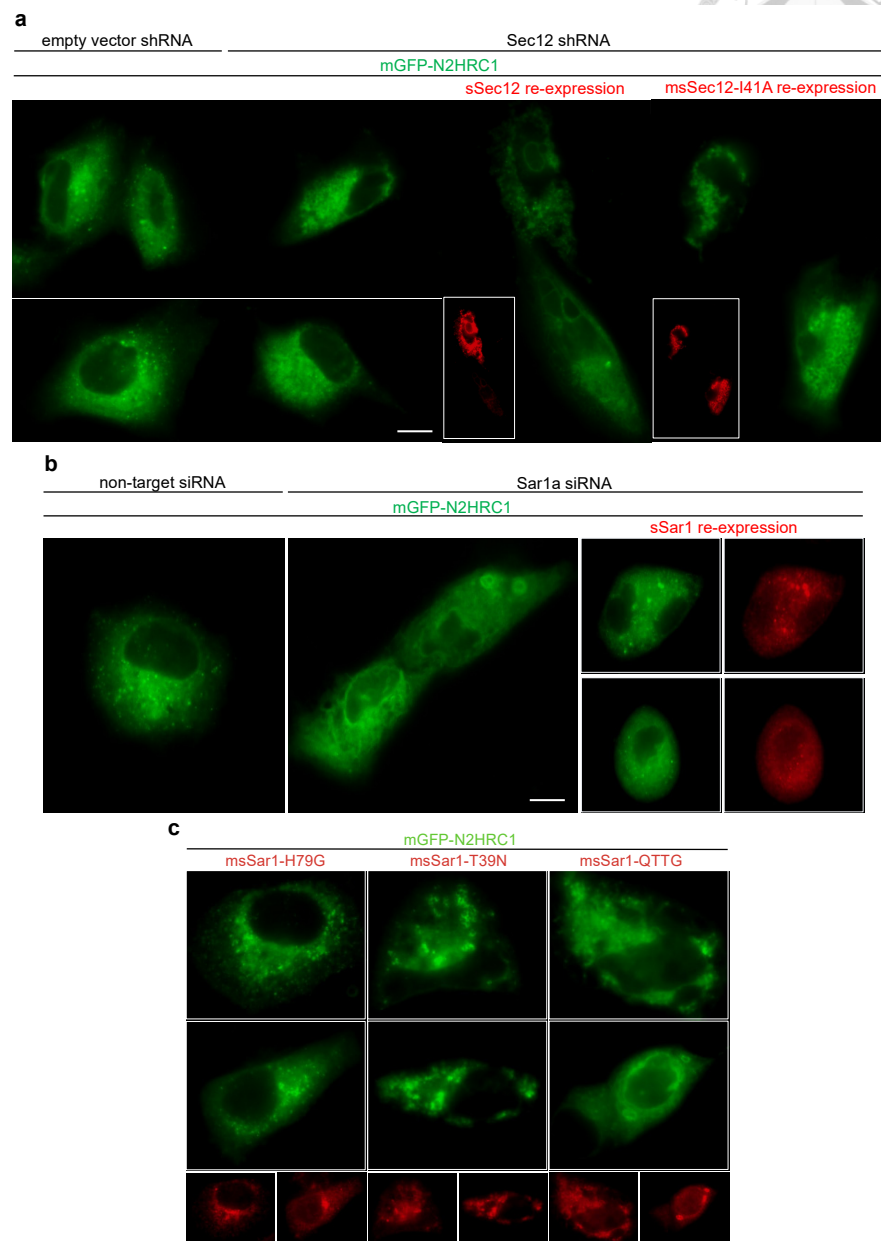 a
empty vector shRNA Sec12 shRNA
mGFP-N2HRC1
sSec12 re-expression msSec12-I41A re-expression
b
non-target siRNA Sar1a siRNA
mGFP-N2HRC1
sSar1 re-expression
c
mGFP-N2HRC1
msSar1-H79G msSar1-T39N msSar1-QTTG